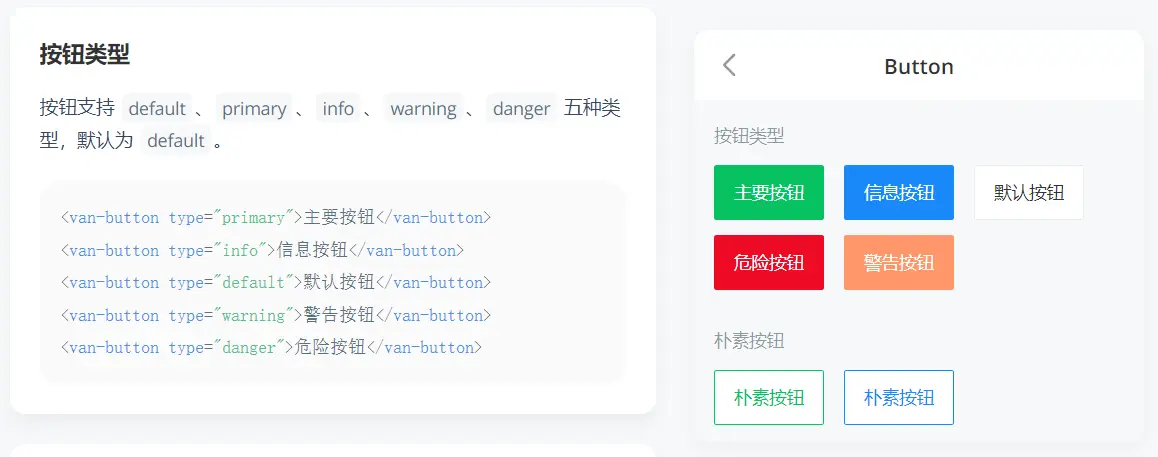 按钮类型
按钮支持 default 、 primary 、 info 、 warning 、 danger 五种类
型，默认为 default 。
<van-button type="primary">主要按钮</van-button>
<van-button type="info">信息按钮</van-button>
<van-button type="default">默认按钮</van-button>
<van-button type="warning">警告按钮</van-button>
<van-button type="danger">危险按钮</van-button>
Button
按钮类型
主要按钮 信息按钮 默认按钮
危险按钮 警告按钮
朴素按钮
朴素按钮 朴素按钮